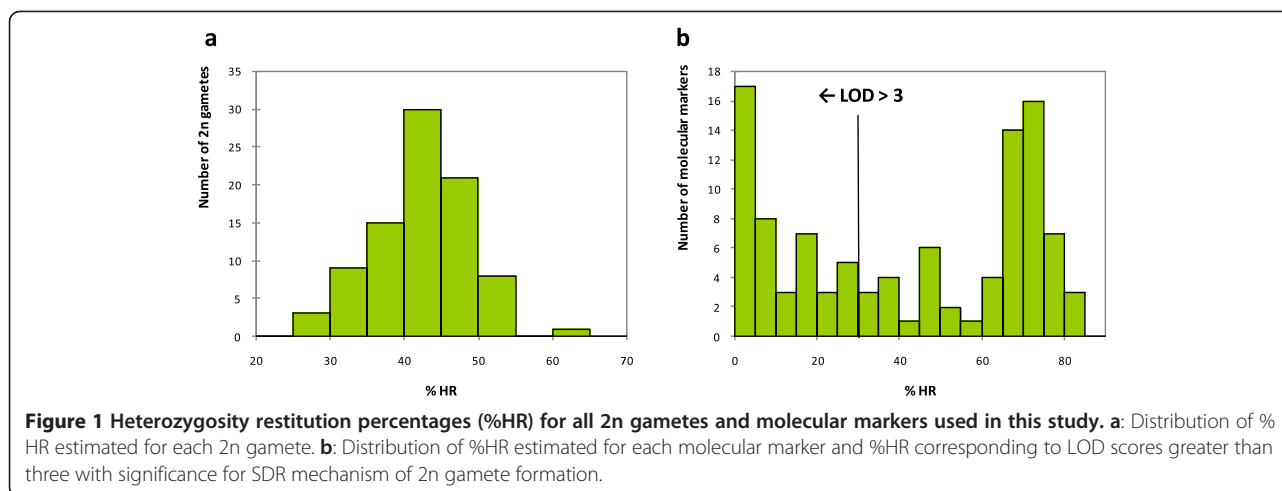 a
Number of 2n gametes
35
30
25
20
15
10
5
0
20 30 40 50 60 70
% HR
b
Number of molecular markers
18
16
14
12
10
8
6
4
2
0
← LOD > 3
0 20 40 60 80
% HR
Figure 1 Heterozygosity restitution percentages (%HR) for all 2n gametes and molecular markers used in this study. a: Distribution of %
HR estimated for each 2n gamete. b: Distribution of %HR estimated for each molecular marker and %HR corresponding to LOD scores greater than
three with significance for SDR mechanism of 2n gamete formation.